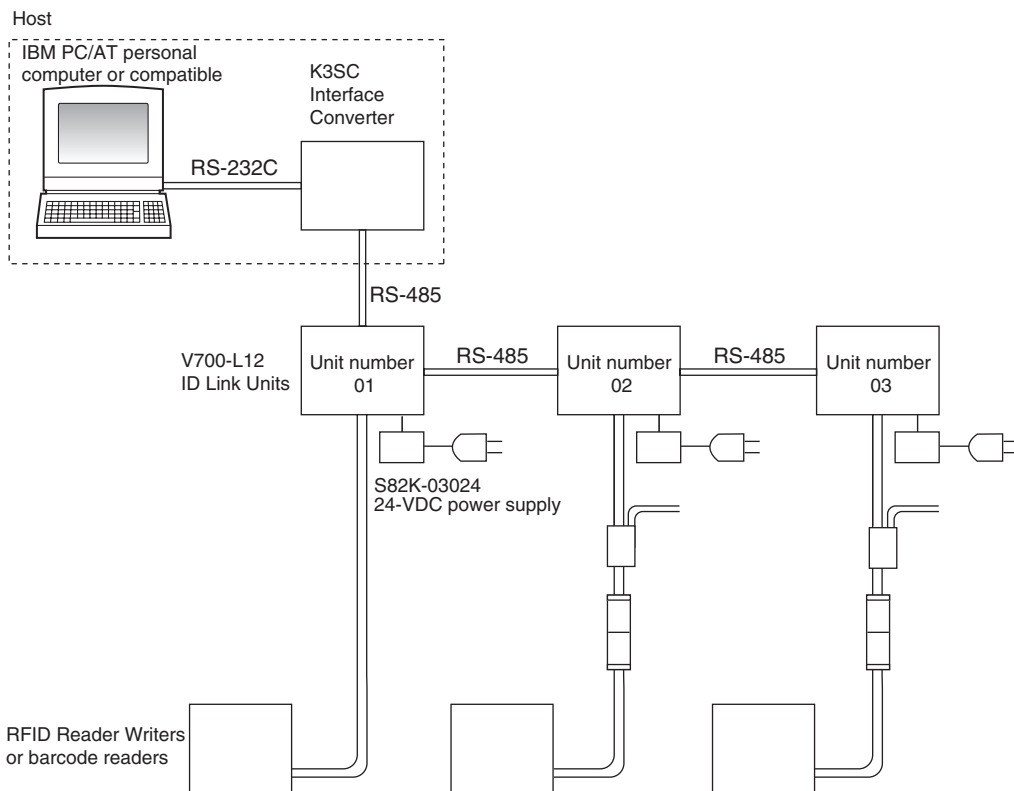 Host
IBM PC/AT personal
computer or compatible
K3SC
Interface
Converter
RS-232C
RS-485
V700-L12
ID Link Units
Unit number
01
RS-485
Unit number
02
RS-485
Unit number
03
S82K-03024
24-VDC power supply
RFID Reader Writers
or barcode readers